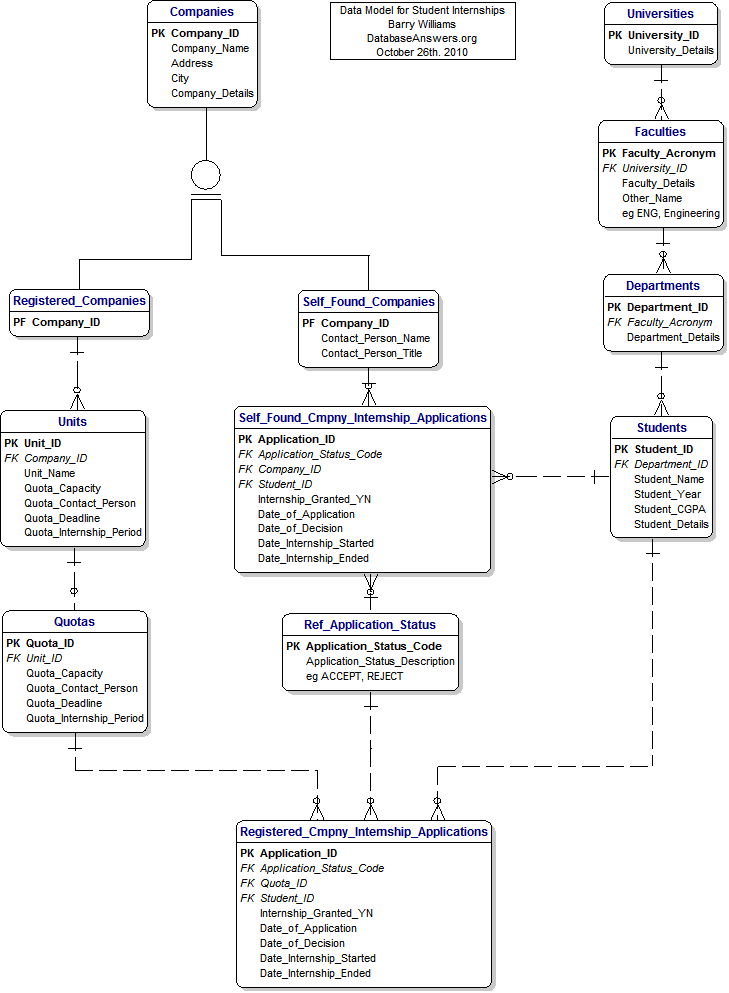 Companies
PK Company_ID
Company_Name
Address
City
Company_Details
Data Model for Student Internships
Barry Williams
DatabaseAnswers.org
October 26th. 2010
Universities
PK University_ID
University_Details
Faculties
PK Faculty_Acronym
FK University_ID
Faculty_Details
Other_Name
eg ENG, Engineering
Registered_Companies
PF Company_ID
Self_Found_Companies
PF Company_ID
Contact_Person_Name
Contact_Person_Title
Departments
PK Department_ID
FK Faculty_Acronym
Department_Details
Units
PK Unit_ID
FK Company_ID
Unit_Name
Quota_Capacity
Quota_Contact_Person
Quota_Deadline
Quota_Internship_Period
Self_Found_Cmpny_Internship_Applications
PK Application_ID
FK Application_Status_Code
FK Company_ID
FK Student_ID
Internship_Granted_YN
Date_of_Application
Date_of_Decision
Date_Internship_Started
Date_Internship_Ended
Students
PK Student_ID
FK Department_ID
Student_Name
Student_Year
Student_CGPA
Student_Details
Quotas
PK Quota_ID
FK Unit_ID
Quota_Capacity
Quota_Contact_Person
Quota_Deadline
Quota_Internship_Period
Ref_Application_Status
PK Application_Status_Code
Application_Status_Description
eg ACCEPT, REJECT
Registered_Cmpny_Internship_Applications
PK Application_ID
FK Application_Status_Code
FK Quota_ID
FK Student_ID
Internship_Granted_YN
Date_of_Application
Date_of_Decision
Date_Internship_Started
Date_Internship_Ended